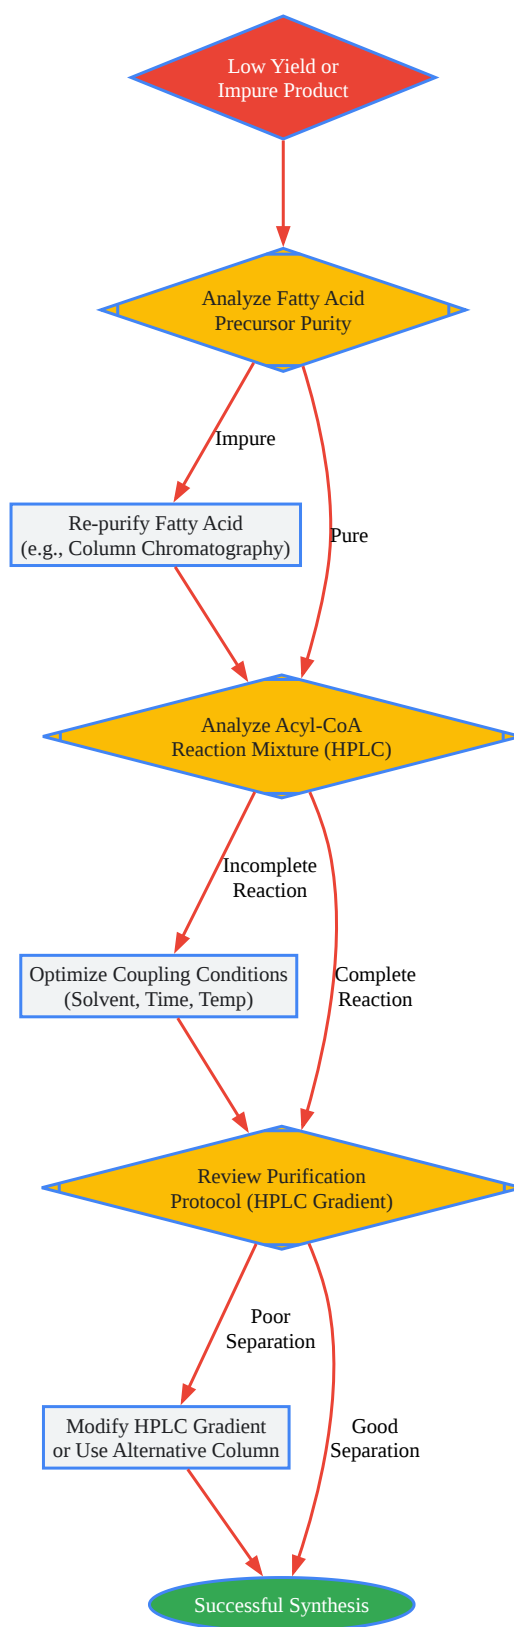 Low Yield or
Impure Product
Analyze Fatty Acid
Precursor Purity
Impure
Re-purify Fatty Acid
(e.g., Column Chromatography)
Pure
Analyze Acyl-CoA
Reaction Mixture (HPLC)
Incomplete
Reaction
Optimize Coupling Conditions
(Solvent, Time, Temp)
Complete
Reaction
Review Purification
Protocol (HPLC Gradient)
Poor
Separation
Modify HPLC Gradient
or Use Alternative Column
Good
Separation
Successful Synthesis